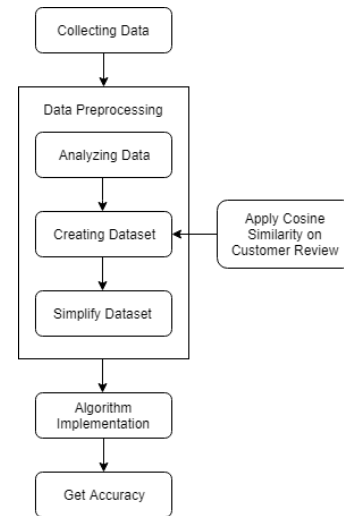 Collecting Data
Data Preprocessing
Analyzing Data
Creating Dataset
Apply Cosine
Similarity on
Customer Review
Simplify Dataset
Algorithm
Implementation
Get Accuracy